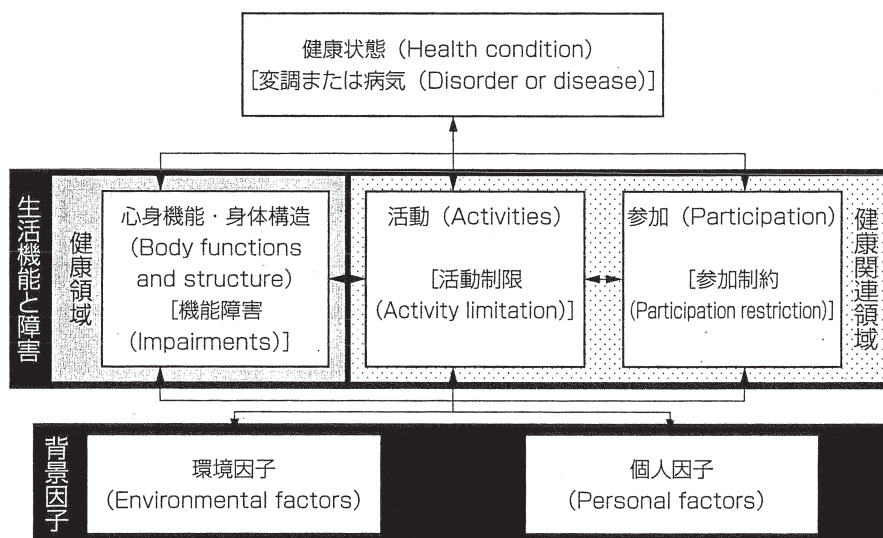 健康状態（Health condition）
[変調または病気（Disorder or disease）]
生活機能と障害
健康領域
心身機能・身体構造
(Body functions
and structure)
[機能障害
(Impairments)]
活動（Activities）
[活動制限
(Activity limitation)]
参加（Participation）
[参加制約
(Participation restriction)]
健康関連領域
背景因子
環境因子
(Environmental factors)
個人因子
(Personal factors)